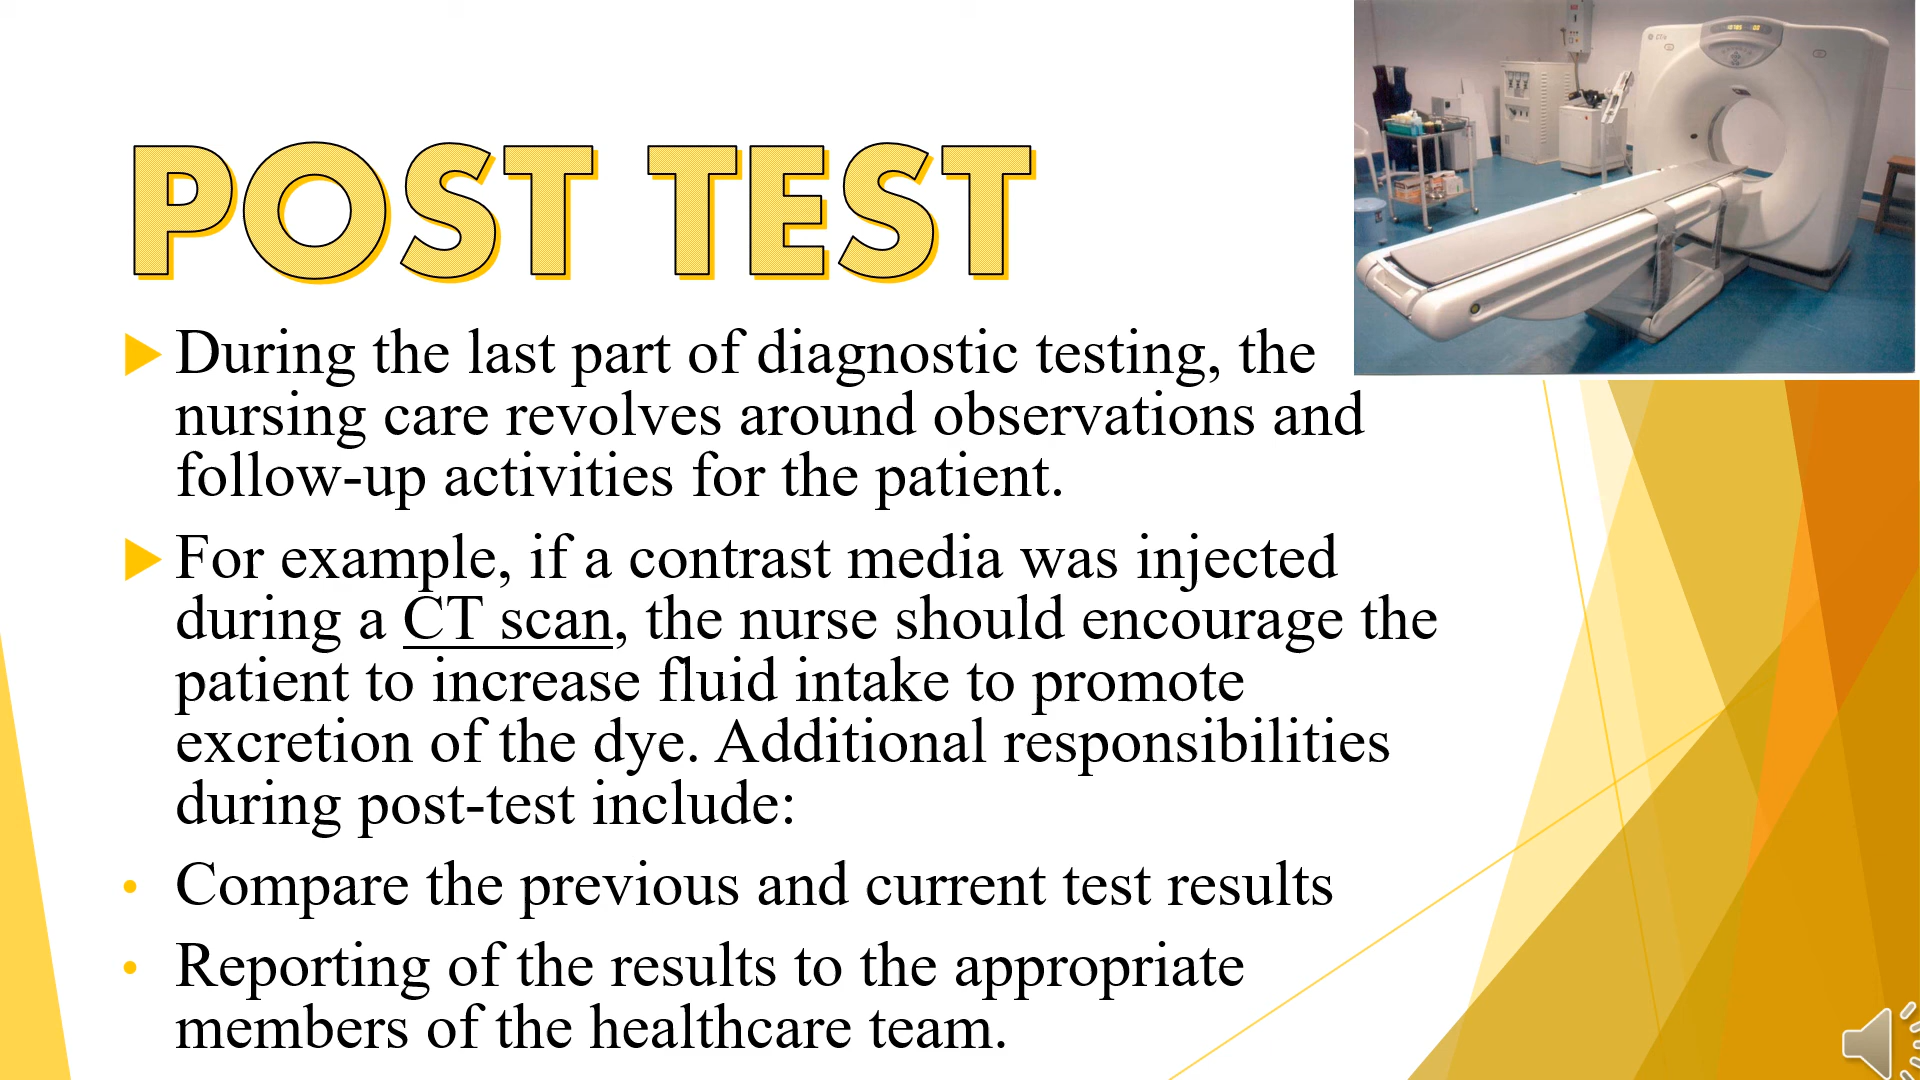 POST TEST
During the last part of diagnostic testing, the
nursing care revolves around observations and
follow-up activities for the patient.
For example, if a contrast media was injected
during a CT scan, the nurse should encourage the
patient to increase fluid intake to promote
excretion of the dye. Additional responsibilities
during post-test include:
• Compare the previous and current test results
• Reporting of the results to the appropriate
members of the healthcare team.